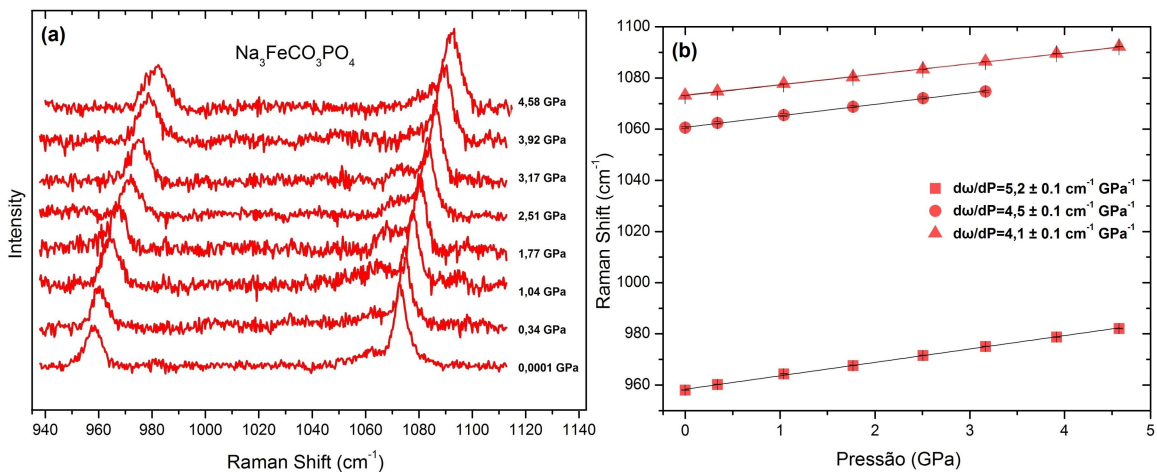 (a)
Na₃FeCO₃PO₄
4,58 GPa
3,92 GPa
3,17 GPa
2,51 GPa
1,77 GPa
1,04 GPa
0,34 GPa
0,0001 GPa
Intensity
940 960 980 1000 1020 1040 1060 1080 1100 1120 1140
Raman Shift (cm⁻¹)
(b)
1100
1080
1060
1040
1020
1000
980
960
Raman Shift (cm⁻¹)
dω/dP=5,2 ± 0.1 cm⁻¹ GPa⁻¹
dω/dP=4,5 ± 0.1 cm⁻¹ GPa⁻¹
dω/dP=4,1 ± 0.1 cm⁻¹ GPa⁻¹
0 1 2 3 4 5
Pressão (GPa)